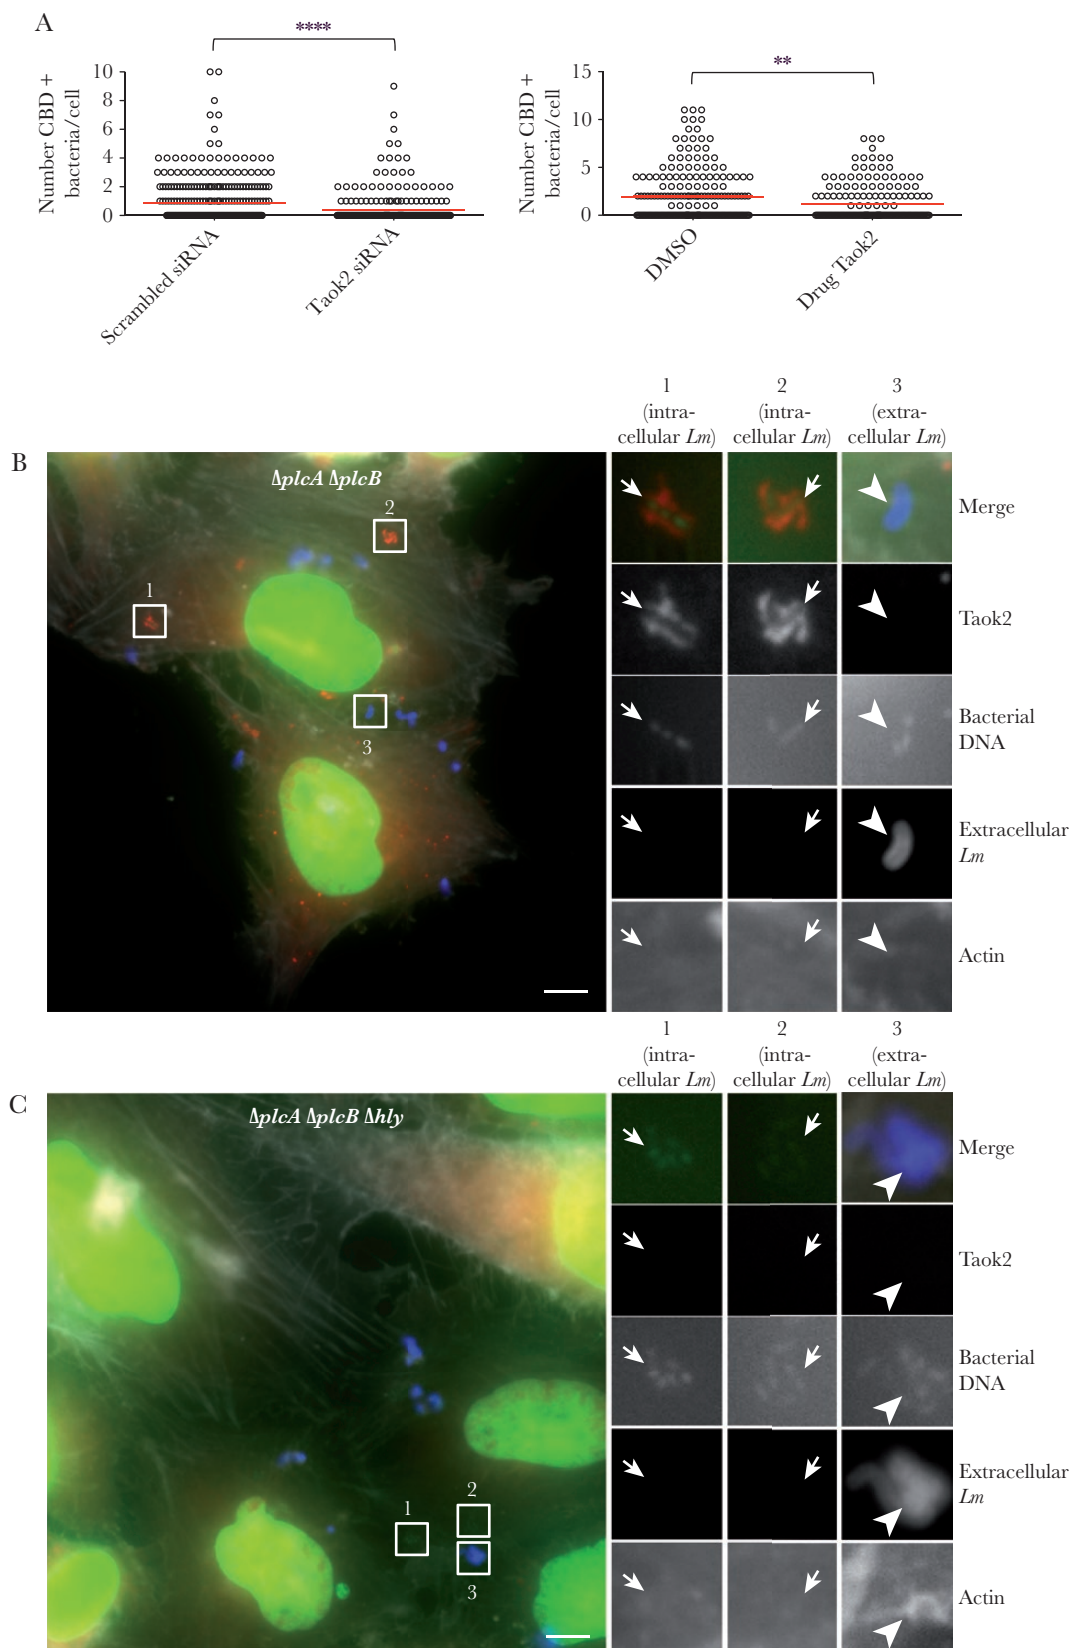 A
****
**
Number CBD +
bacteria/cell
10
8
6
4
2
0
Scrambled siRNA
Taok2 siRNA
Number CBD +
bacteria/cell
15
10
5
0
DMSO
Drug Taok2
1
(intra-
cellular Lm)
2
(intra-
cellular Lm)
3
(extra-
cellular Lm)
B
ΔplcA ΔplcB
1
2
3
Merge
Taok2
Bacterial
DNA
Extracellular
Lm
Actin
1
(intra-
cellular Lm)
2
(intra-
cellular Lm)
3
(extra-
cellular Lm)
C
ΔplcA ΔplcB Δhly
1
2
3
Merge
Taok2
Bacterial
DNA
Extracellular
Lm
Actin